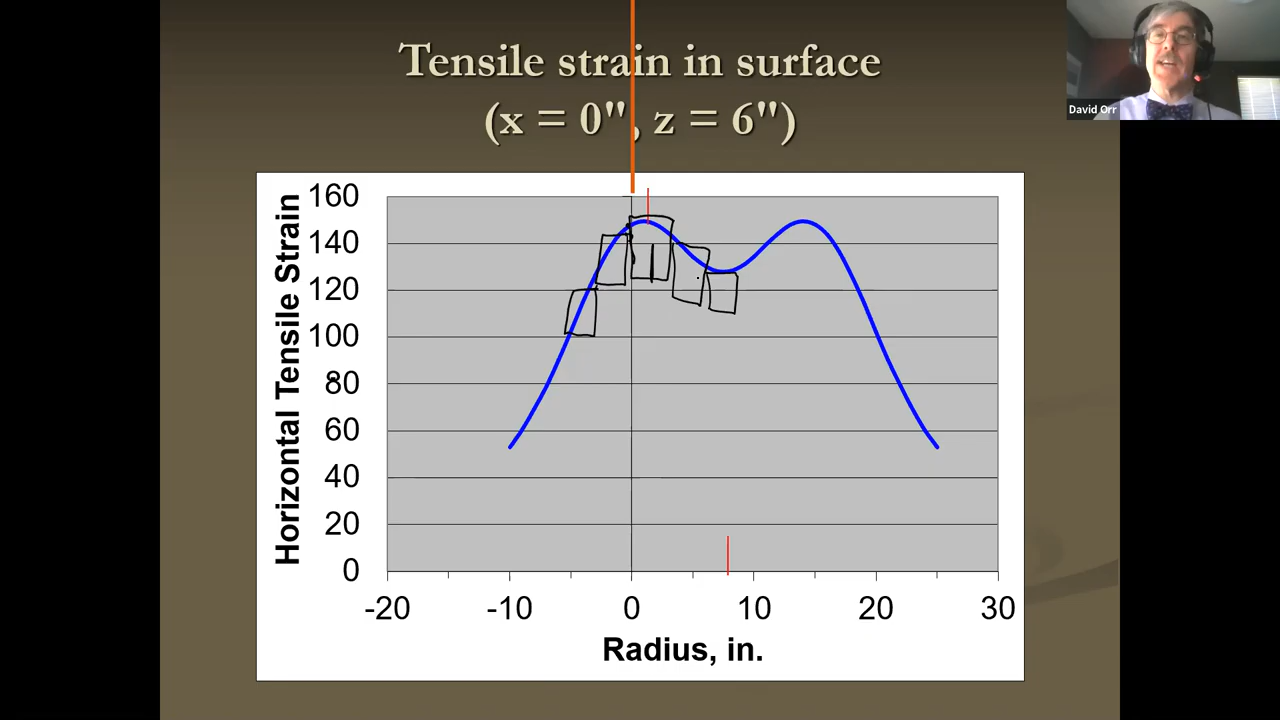 Tensile strain in surface
(x = 0", z = 6")
David Orr
Horizontal Tensile Strain
160
140
120
100
80
60
40
20
0
-20 -10 0 10 20 30
Radius, in.